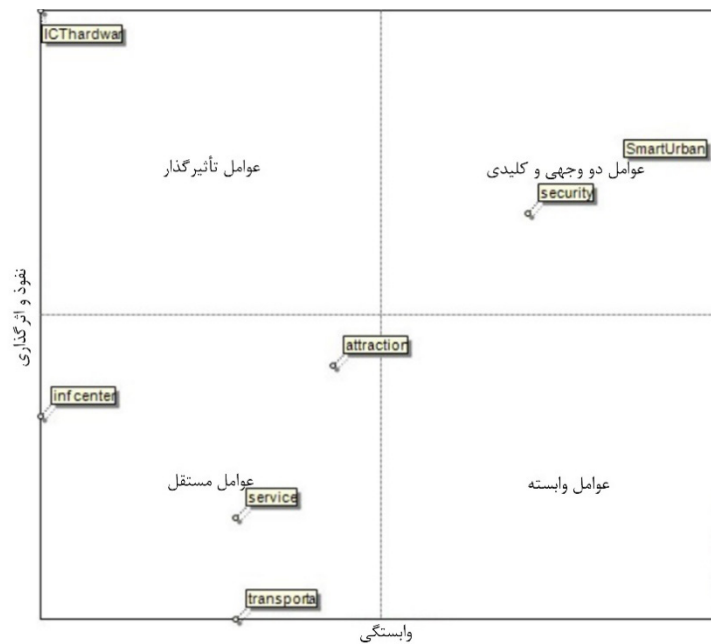 ICThardwar
SmartUrban
عوامل تأثیرگذار
عوامل دو وجهی و کلیدی
security
نفوذ و اثرگذاری
attraction
inf center
عوامل مستقل
عوامل وابسته
service
transporta
وابستگی